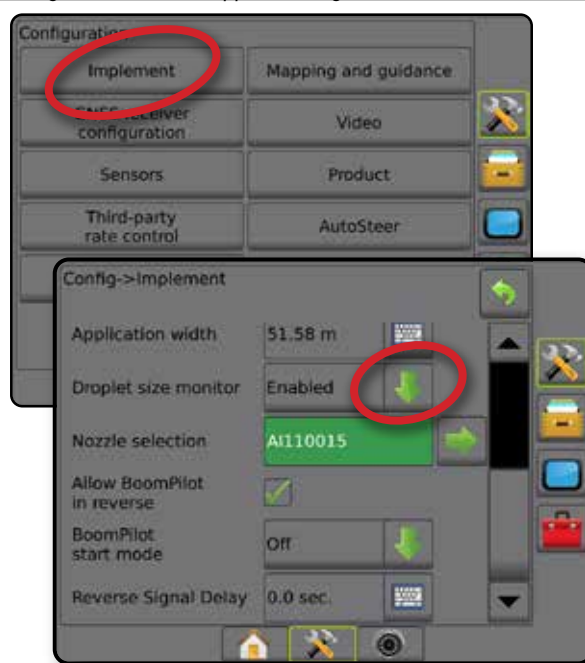 Configuration
Implement
Mapping and guidance
GNSS receiver
configuration
Video
Sensors
Product
Third-party
rate control
AutoSteer
Config->Implement
Application width
51.58 m
Droplet size monitor
Enabled
Nozzle selection
AI110015
Allow BoomPilot
in reverse
BoomPilot
start mode
Off
Reverse Signal Delay
0.0 sec.